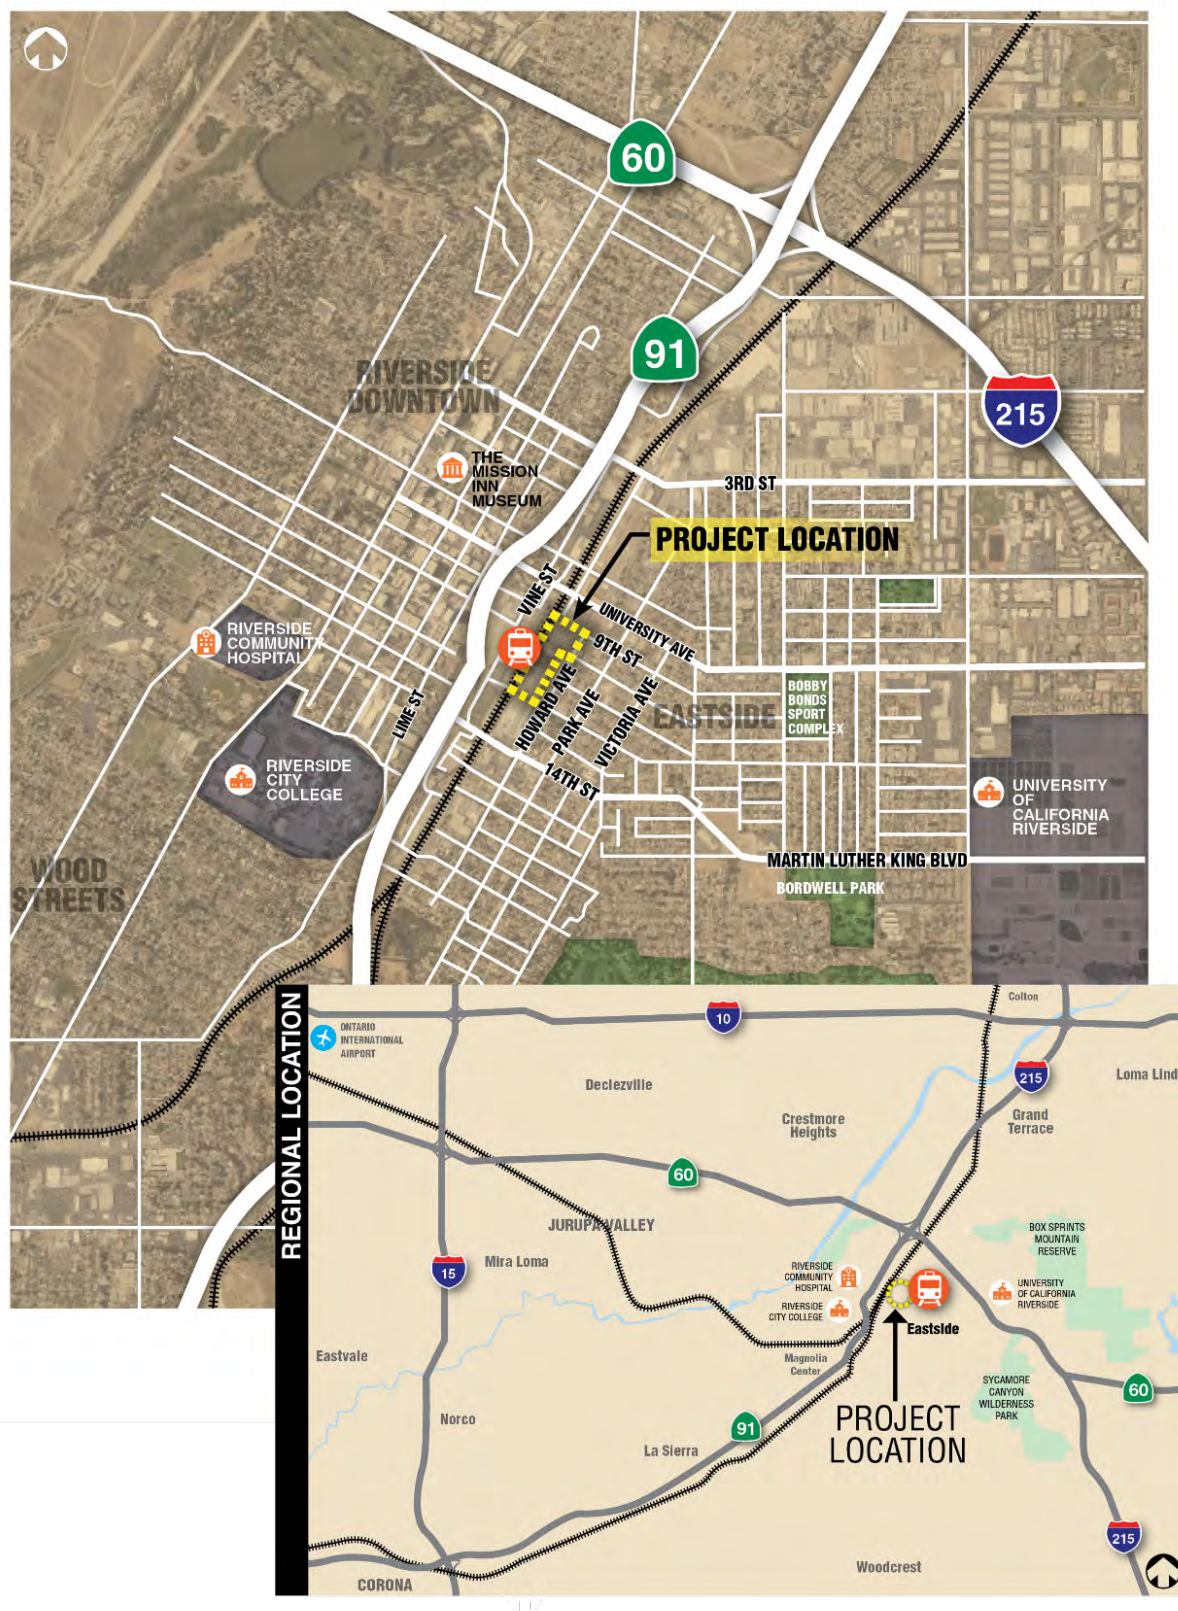 60
91
215
RIVERSIDE
DOWNTOWN
THE
MISSION
INN
MUSEUM
3RD ST
PROJECT LOCATION
VINE ST
UNIVERSITY AVE
9TH ST
RIVERSIDE
COMMUNITY
HOSPITAL
LIME ST
HOWARD AVE
PARK AVE
VICTORIA AVE
EASTSIDE
BOBBY
BONDS
SPORT
COMPLEX
14TH ST
RIVERSIDE
CITY
COLLEGE
UNIVERSITY
OF
CALIFORNIA
RIVERSIDE
WOOD
STREETS
MARTIN LUTHER KING BLVD
BORDWELL PARK
REGIONAL LOCATION
ONTARIO
INTERNATIONAL
AIRPORT
10
Colton
215
Loma Lind
Declezville
Crestmore
Heights
Grand
Terrace
60
JURUPA VALLEY
Mira Loma
15
BOX SPRINTS
MOUNTAIN
RESERVE
RIVERSIDE
COMMUNITY
HOSPITAL
RIVERSIDE
CITY COLLEGE
UNIVERSITY
OF CALIFORNIA
RIVERSIDE
Eastside
Eastvale
Magnolia
Center
SYCAMORE
CANYON
WILDERNESS
PARK
60
Norco
91
La Sierra
PROJECT
LOCATION
215
Woodcrest
CORONA